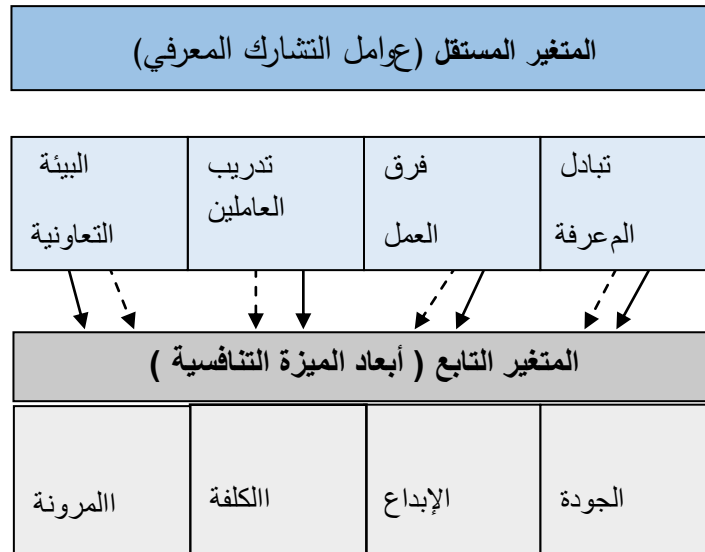 المتغير المستقل (عوامل التشارك المعرفي)
تبادل
المعرفة
فرق
العمل
تدريب
العاملين
البيئة
التعاونية
المتغير التابع ( أبعاد الميزة التنافسية )
الجودة
الإبداع
االكلفة
االمرونة